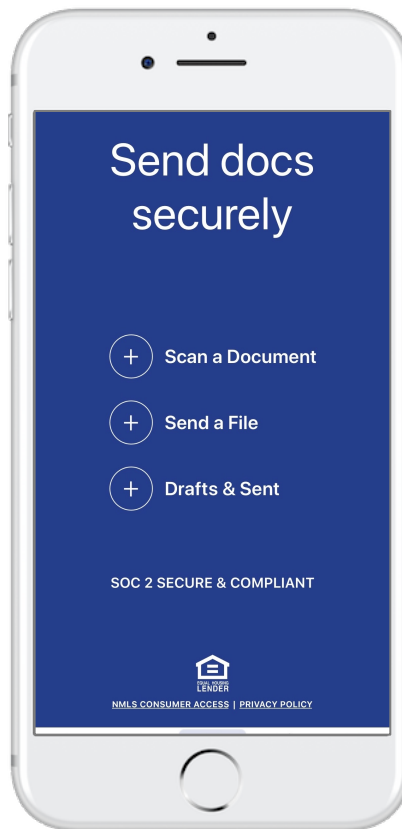 Send docs
securely
Scan a Document
Send a File
Drafts & Sent
SOC 2 SECURE & COMPLIANT
EQUAL HOUSING
LENDER
NMLS CONSUMER ACCESS | PRIVACY POLICY